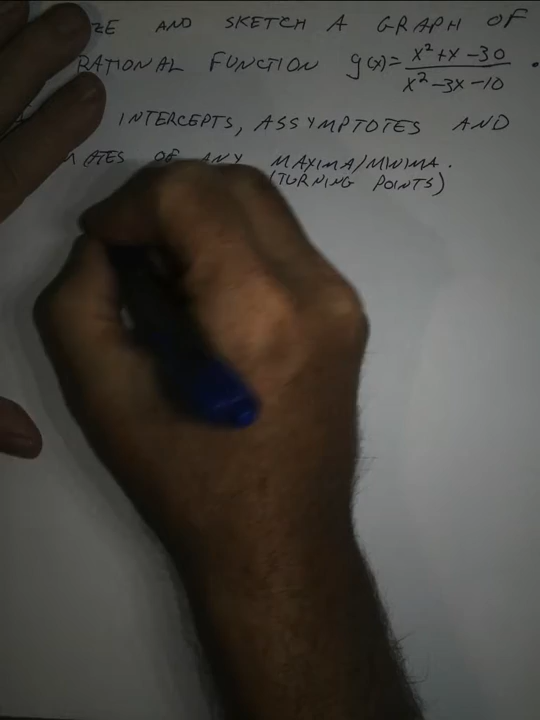 ZE AND SKETCH A GRAPH OF
RATIONAL FUNCTION g(x)= x²+x-30 / x²-3x-10 .
INTERCEPTS, ASSYMPTOTES AND
OF ANY MAXIMA/MINIMA.
(TURNING POINTS)